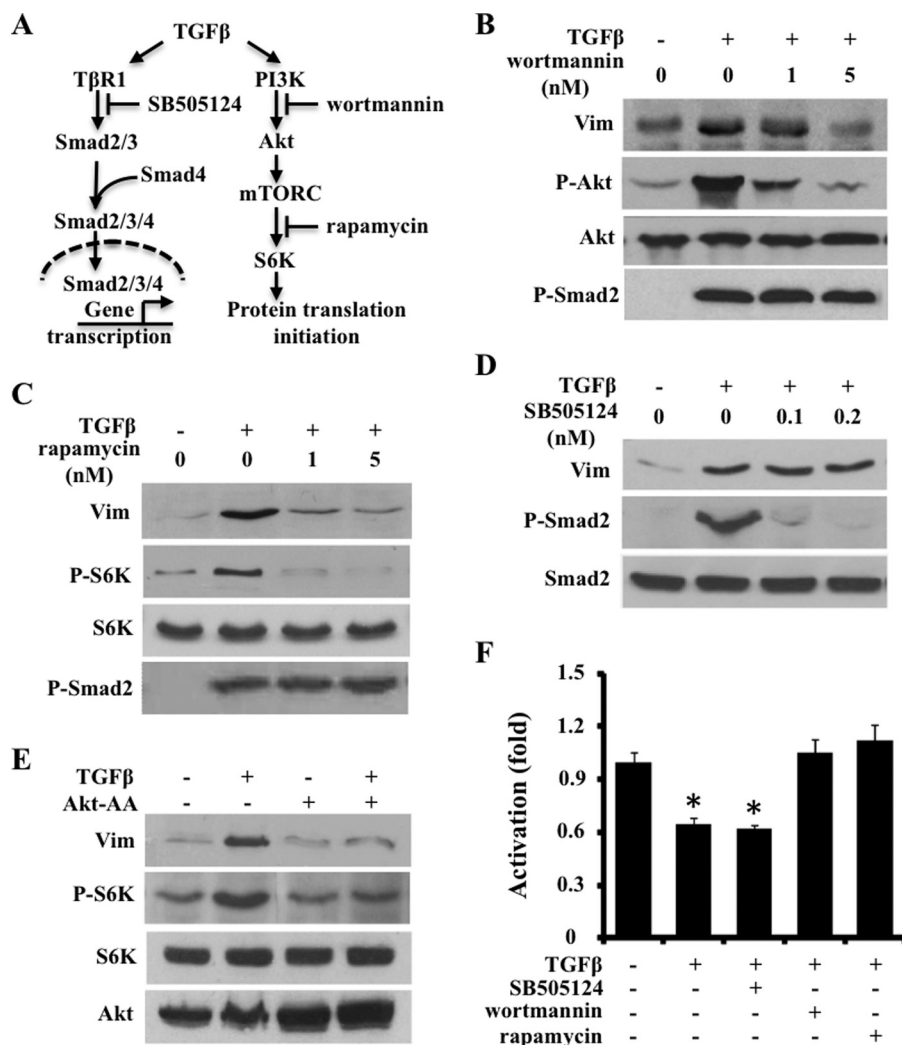 A
TGFβ
TβR1
PI3K
SB505124
wortmannin
Smad2/3
Akt
Smad4
mTORC
Smad2/3/4
rapamycin
S6K
Smad2/3/4
Gene
transcription
Protein translation
initiation
B
TGFβ - + + +
wortmannin 0 0 1 5
(nM)
Vim
P-Akt
Akt
P-Smad2
C
TGFβ - + + +
rapamycin 0 0 1 5
(nM)
Vim
P-S6K
S6K
P-Smad2
D
TGFβ - + + +
SB505124 0 0 0.1 0.2
(nM)
Vim
P-Smad2
Smad2
E
TGFβ - + - +
Akt-AA - - + +
Vim
P-S6K
S6K
Akt
F
Activation (fold)
1.5
1.2
0.9
0.6
0.3
0
* *
TGFβ - + + + +
SB505124 - - + - -
wortmannin - - - + -
rapamycin - - - - +